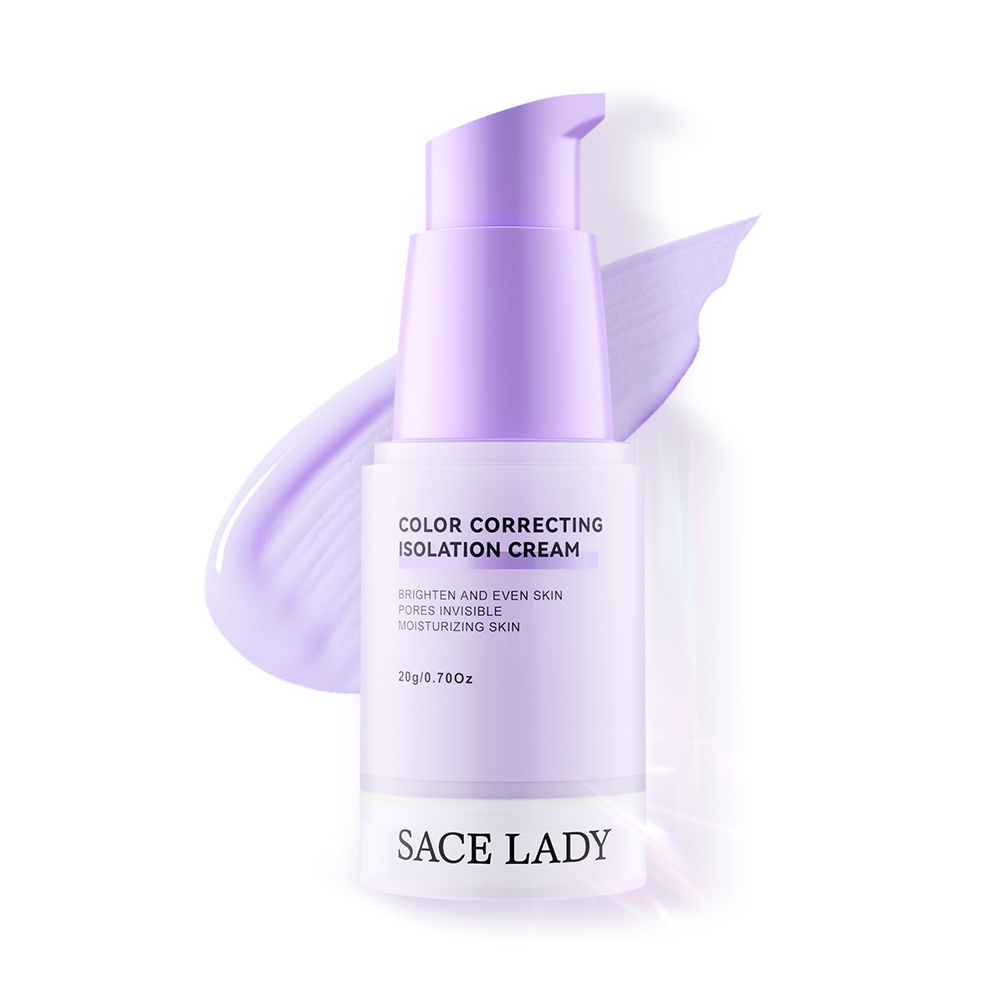 COLOR CORRECTING
ISOLATION CREAM
BRIGHTEN AND EVEN SKIN
PORES INVISIBLE
MOISTURIZING SKIN
20g/0.70Oz
SACE LADY